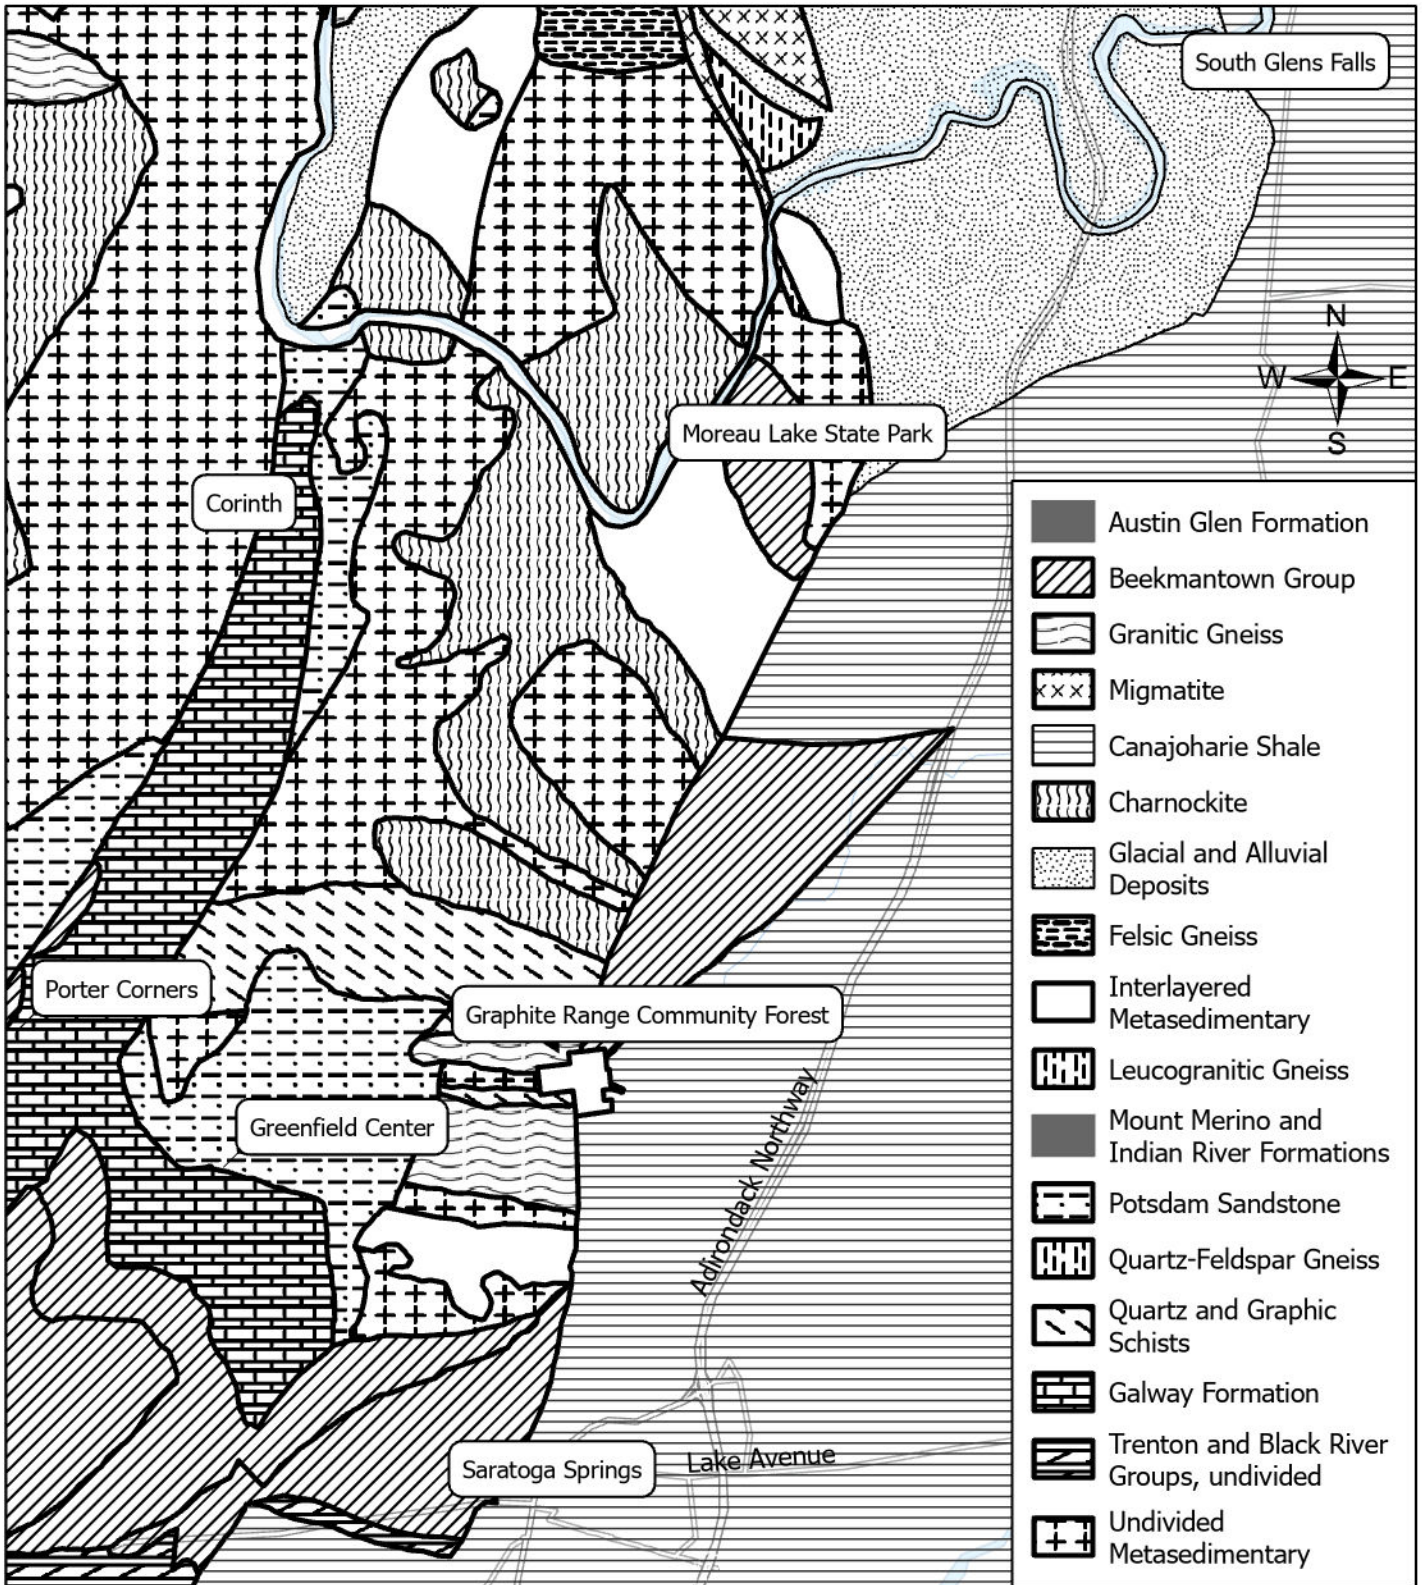 South Glens Falls
N
W
E
S
Moreau Lake State Park
Corinth
Porter Corners
Graphite Range Community Forest
Greenfield Center
Adirondack Northway
Saratoga Springs
Lake Avenue
Austin Glen Formation
Beekmantown Group
Granitic Gneiss
Migmatite
Canajoharie Shale
Charnockite
Glacial and Alluvial
Deposits
Felsic Gneiss
Interlayered
Metasedimentary
Leucogranitic Gneiss
Mount Merino and
Indian River Formations
Potsdam Sandstone
Quartz-Feldspar Gneiss
Quartz and Graphic
Schists
Galway Formation
Trenton and Black River
Groups, undivided
Undivided
Metasedimentary